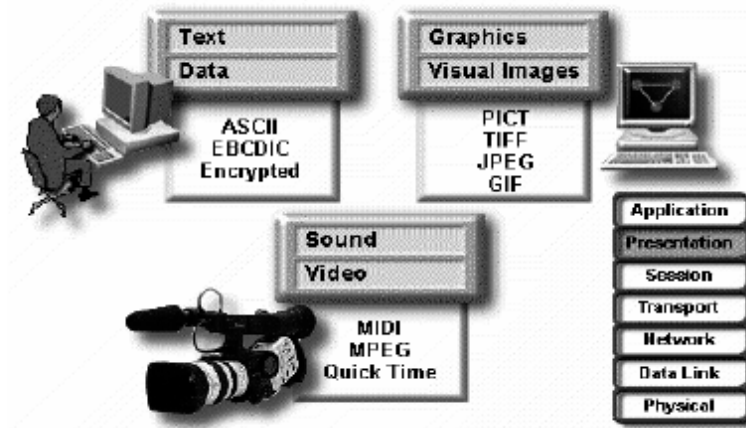 Text
Data
ASCII
EBCDIC
Encrypted
Graphics
Visual Images
PICT
TIFF
JPEG
GIF
Sound
Video
MIDI
MPEG
Quick Time
Application
Presentation
Session
Transport
Network
Data Link
Physical